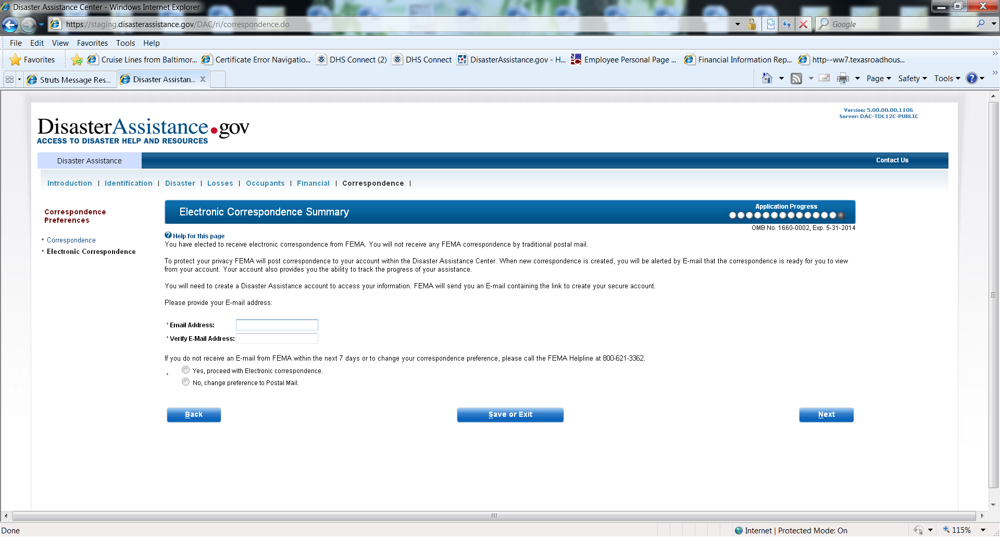 Disaster Assistance Center - Windows Internet Explorer
https://staging.disasterassistance.gov/DAC/ri/correspondence.do
Google
File Edit View Favorites Tools Help
Favorites Cruise Lines from Baltimor... Certificate Error Navigatio... DHS Connect (2) DHS Connect DisasterAssistance.gov - H... Employee Personal Page ... Financial Information Rep... http--ww7.texasroadhous...
Struts Message Res... Disaster Assistan... Page Safety Tools
Version: 5.00.00.00.1106
Server: DAC-TDL12C-PUBLIC
DisasterAssistance.gov
ACCESS TO DISASTER HELP AND RESOURCES
Disaster Assistance Contact Us
Introduction | Identification | Disaster | Losses | Occupants | Financial | Correspondence |
Correspondence
Preferences
Correspondence
Electronic Correspondence
Electronic Correspondence Summary
Application Progress
OMB No. 1660-0002, Exp. 5-31-2014
Help for this page
You have elected to receive electronic correspondence from FEMA. You will not receive any FEMA correspondence by traditional postal mail.
To protect your privacy FEMA will post correspondence to your account within the Disaster Assistance Center. When new correspondence is created, you will be alerted by E-mail that the correspondence is ready for you to view
from your account. Your account also provides you the ability to track the progress of your assistance.
You will need to create a Disaster Assistance account to access your information. FEMA will send you an E-mail containing the link to create your secure account.
Please provide your E-mail address:
* Email Address:
* Verify E-Mail Address:
If you do not receive an E-mail from FEMA within the next 7 days or to change your correspondence preference, please call the FEMA Helpline at 800-621-3362.
* Yes, proceed with Electronic correspondence.
No, change preference to Postal Mail.
Back Save or Exit Next
Done
Internet | Protected Mode: On
115%